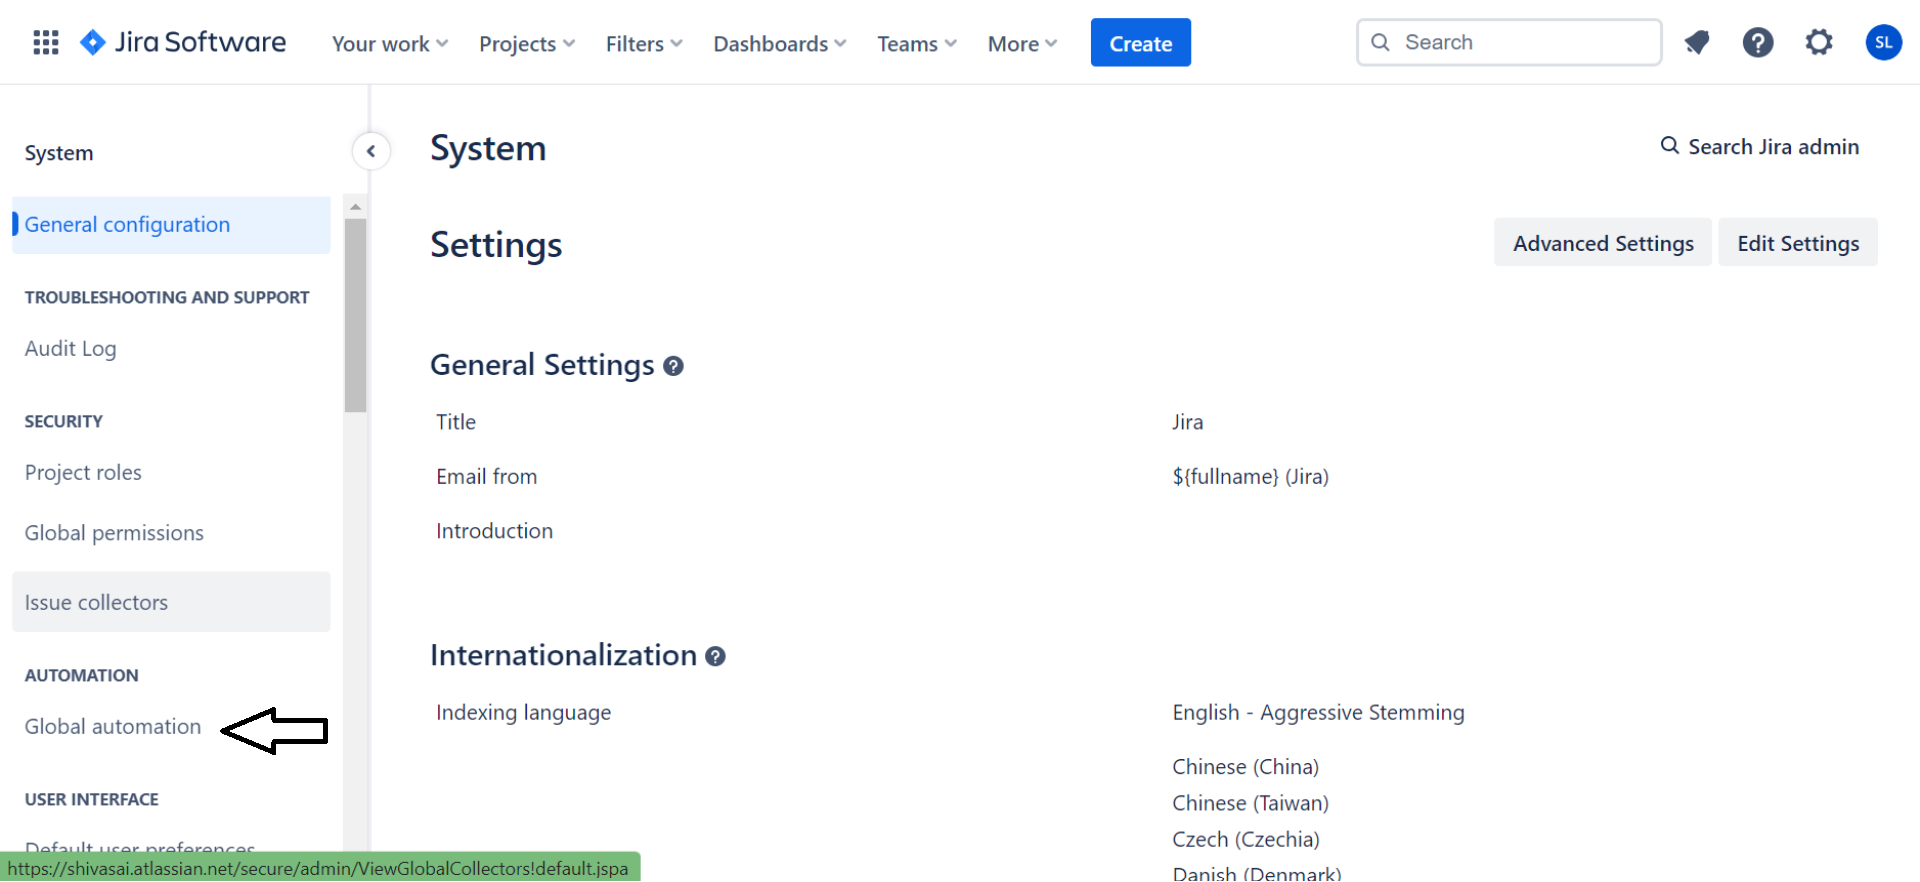 Jira Software Your work Projects Filters Dashboards Teams More Create Search SL
System
General configuration
TROUBLESHOOTING AND SUPPORT
Audit Log
SECURITY
Project roles
Global permissions
Issue collectors
AUTOMATION
Global automation
USER INTERFACE
Default user preferences
https://shivasai.atlassian.net/secure/admin/ViewGlobalCollectors!default.jspa
System
Search Jira admin
Settings
Advanced Settings Edit Settings
General Settings
Title Jira
Email from ${fullname} (Jira)
Introduction
Internationalization
Indexing language English - Aggressive Stemming
Chinese (China)
Chinese (Taiwan)
Czech (Czechia)
Danish (Denmark)